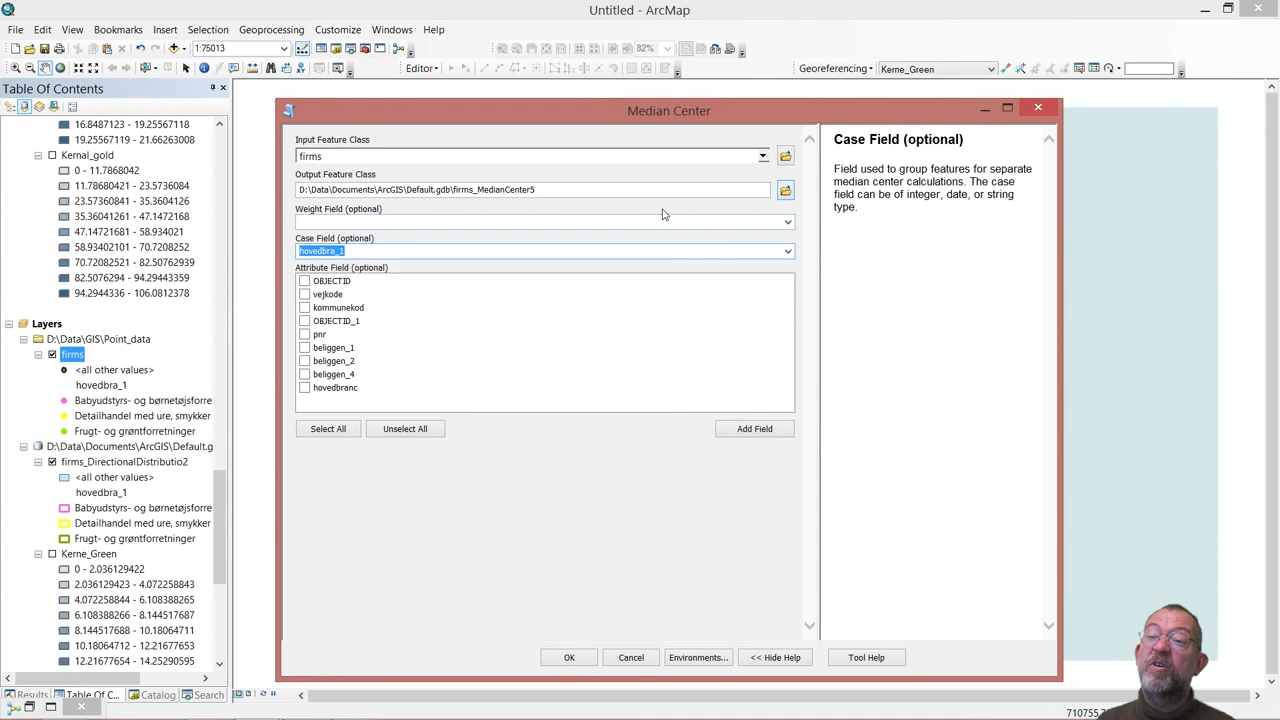 Untitled - ArcMap
File Edit View Bookmarks Insert Selection Geoprocessing Customize Windows Help
1:75013
82%
Editor
Georeferencing
Kerne_Green
Table Of Contents
16.8487123 - 19.25567118
19.25567119 - 21.66263008
Kernal_gold
0 - 11.7868042
11.78680421 - 23.5736084
23.57360841 - 35.3604126
35.36041261 - 47.1472168
47.14721681 - 58.934021
58.93402101 - 70.7208252
70.72082521 - 82.50762939
82.5076294 - 94.29443359
94.2944336 - 106.0812378
Layers
D:\Data\GIS\Point_data
firms
<all other values>
hovedbra_1
Babyudstyrs- og børnetøjsforre
Detailhandel med ure, smykker
Frugt- og grøntforretninger
D:\Data\Documents\ArcGIS\Default.g
firms_DirectionalDistributio2
<all other values>
hovedbra_1
Babyudstyrs- og børnetøjsforre
Detailhandel med ure, smykker
Frugt- og grøntforretninger
Kerne_Green
0 - 2.036129422
2.036129423 - 4.072258843
4.072258844 - 6.108388265
6.108388266 - 8.144517687
8.144517688 - 10.18064711
10.18064712 - 12.21677653
12.21677654 - 14.25290595
Results Table Of C... Catalog Search
Median Center
Input Feature Class
firms
Output Feature Class
D:\Data\Documents\ArcGIS\Default.gdb\firms_MedianCenter5
Weight Field (optional)
Case Field (optional)
hovedbra_1
Attribute Field (optional)
OBJECTID
vejkode
kommunekod
OBJECTID_1
pnr
beliggen_1
beliggen_2
beliggen_4
hovedbranc
Select All Unselect All Add Field
OK Cancel Environments... << Hide Help Tool Help
Case Field (optional)
Field used to group features for separate
median center calculations. The case
field can be of integer, date, or string
type.